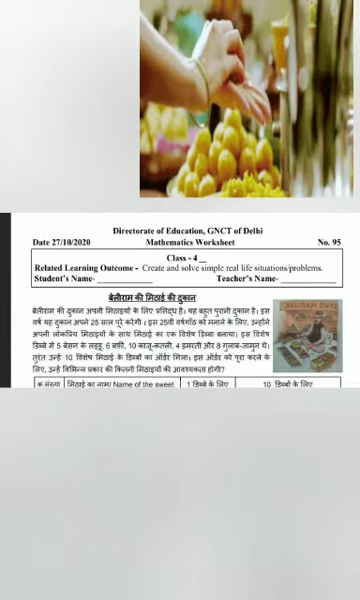 Directorate of Education, GNCT of Delhi
Date 27/10/2020 Mathematics Worksheet No. 95
Class - 4
Related Learning Outcome - Create and solve simple real life situations/problems.
Student's Name- Teacher's Name-
बेलीराम की मिठाई की दुकान
बेलीराम की दुकान अपनी मिठाइयों के लिए प्रसिद्ध है। यह बहुत पुरानी दुकान है। इस
वर्ष यह दुकान अपने 25 साल पूरे करेगी। इस 25वीं वर्षगाँठ को मनाने के लिए, उन्होंने
अपनी लोकप्रिय मिठाइयों के साथ मिठाई का एक विशेष डिब्बा बनाया। इस विशेष
डिब्बे में 5 बेसन के लड्डू, 6 बर्फी, 10 काजू-कतली, 4 इमरती और 8 गुलाब-जामुन थे।
तुरंत उन्हें 10 विशेष मिठाई के डिब्बों का ऑर्डर मिला। इस ऑर्डर को पूरा करने के
लिए, उन्हें विभिन्न प्रकार की कितनी मिठाइयों की आवश्यकता होगी?
BELIRAM SWEETS
क्र.संख्या मिठाई का नाम/ Name of the sweet 1 डिब्बे के लिए 10 डिब्बों के लिए